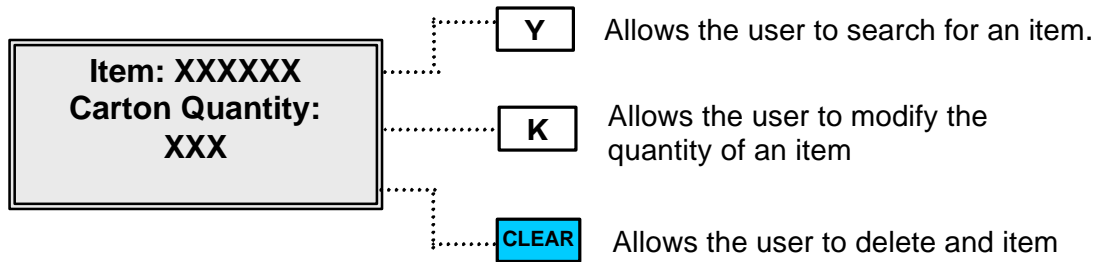 Item: XXXXXX
Carton Quantity:
XXX
Y
Allows the user to search for an item.
K
Allows the user to modify the
quantity of an item
CLEAR
Allows the user to delete and item